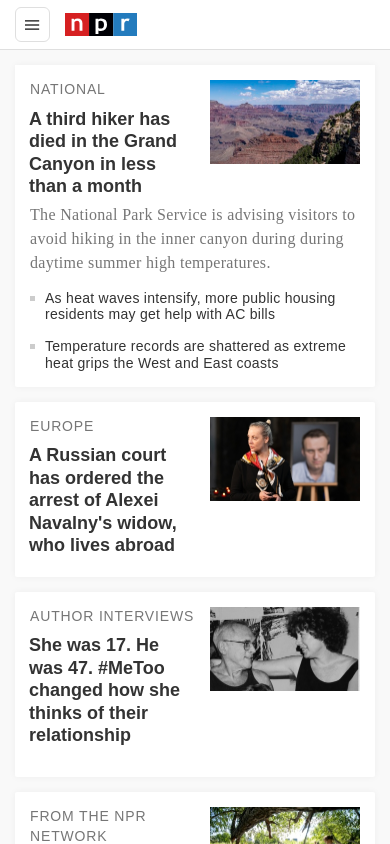 npr
NATIONAL
A third hiker has
died in the Grand
Canyon in less
than a month
The National Park Service is advising visitors to
avoid hiking in the inner canyon during during
daytime summer high temperatures.
As heat waves intensify, more public housing
residents may get help with AC bills
Temperature records are shattered as extreme
heat grips the West and East coasts
EUROPE
A Russian court
has ordered the
arrest of Alexei
Navalny's widow,
who lives abroad
AUTHOR INTERVIEWS
She was 17. He
was 47. #MeToo
changed how she
thinks of their
relationship
FROM THE NPR
NETWORK